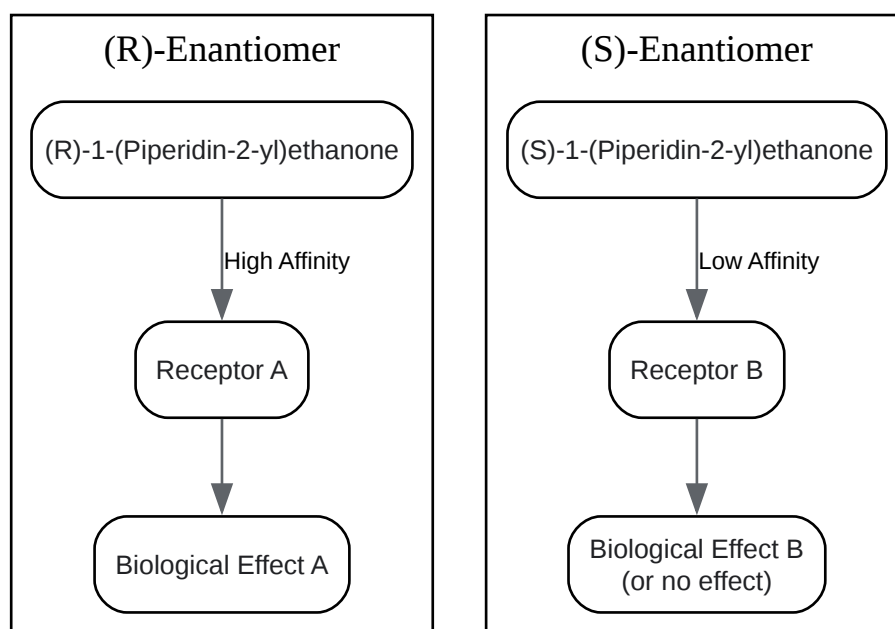 (R)-Enantiomer
(R)-1-(Piperidin-2-yl)ethanone
High Affinity
Receptor A
Biological Effect A
(S)-Enantiomer
(S)-1-(Piperidin-2-yl)ethanone
Low Affinity
Receptor B
Biological Effect B
(or no effect)